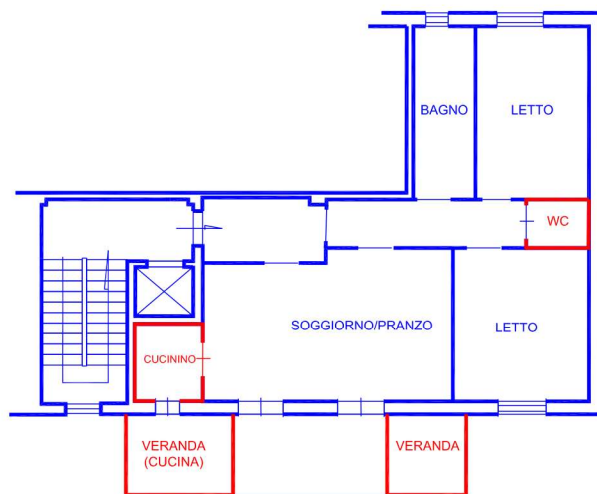 BAGNO
LETTO
WC
SOGGIORNO/PRANZO
LETTO
CUCININO
VERANDA
(CUCINA)
VERANDA